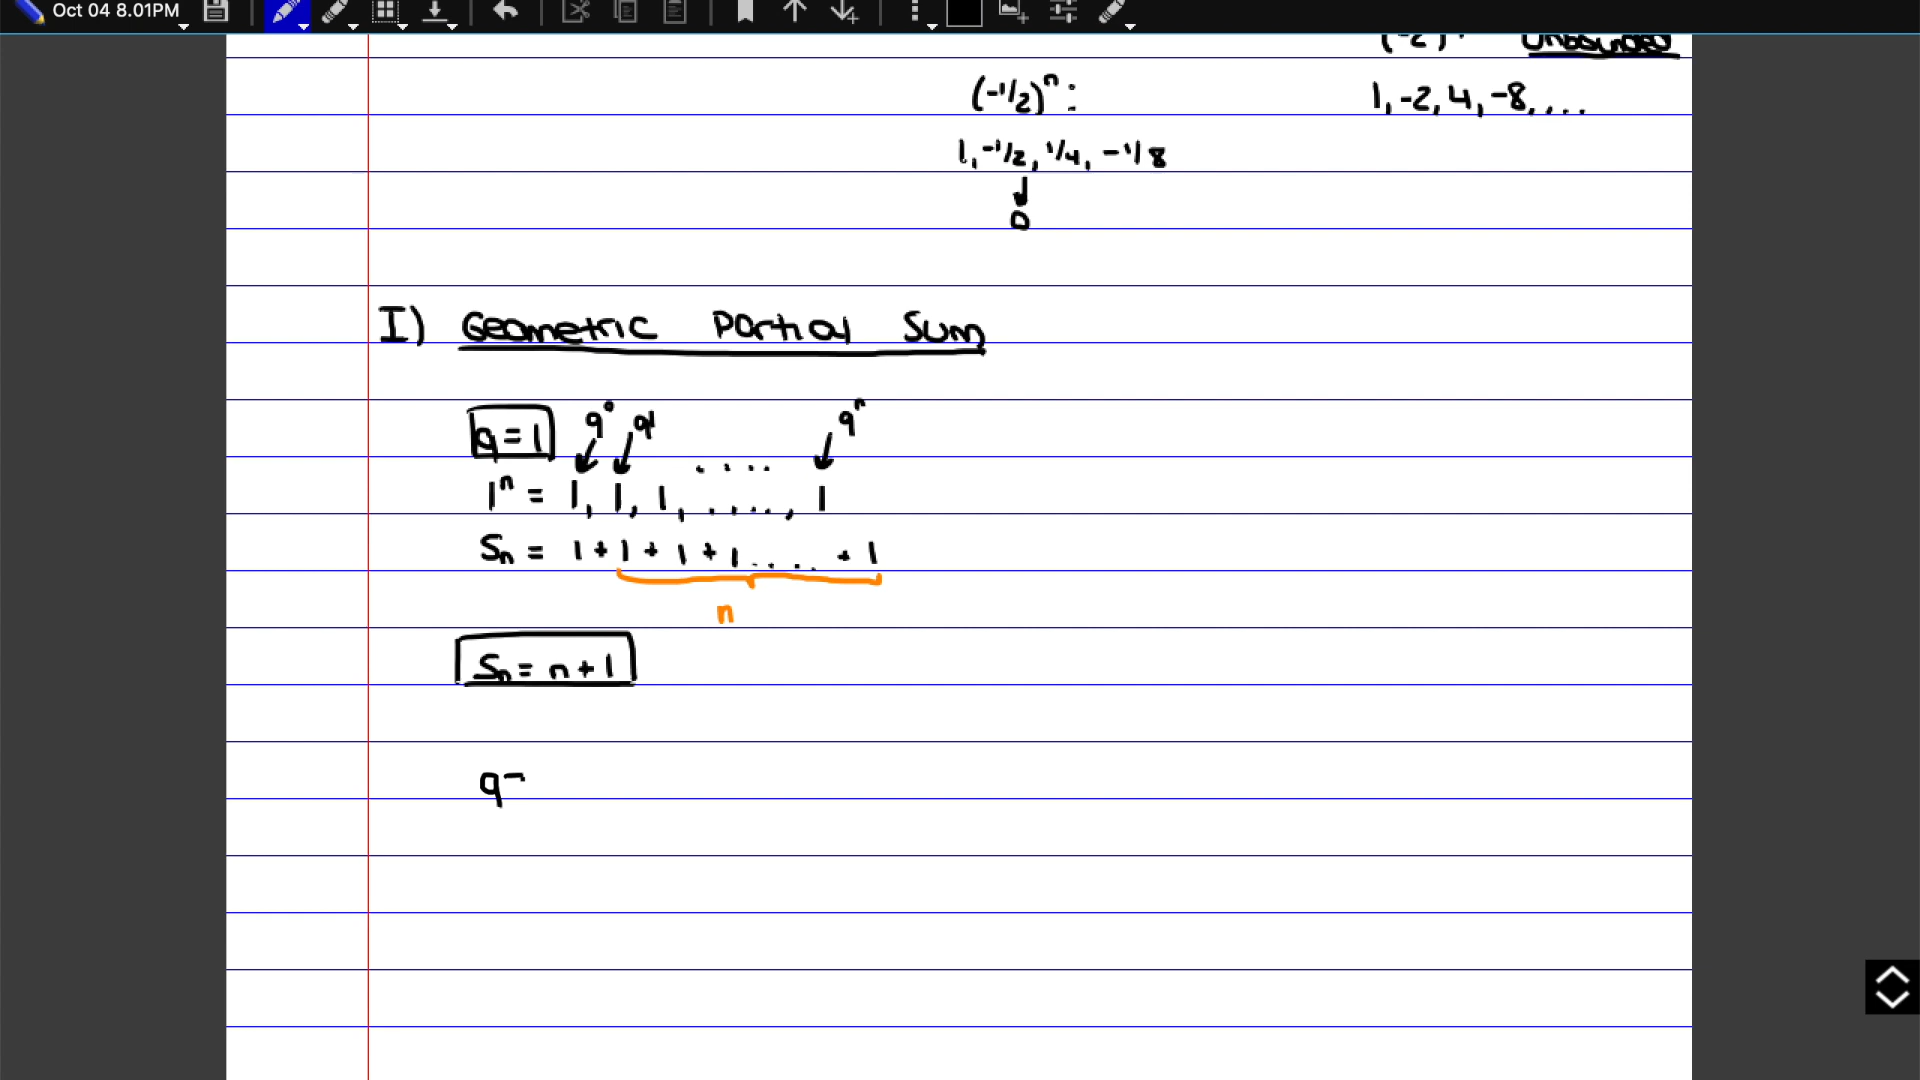 Oct 04 8.01PM
(-2)ⁿ: Unbounded
(-1/2)ⁿ:
1, -2, 4, -8, ....
1, -1/2, 1/4, -1/8
↓
0
I) Geometric Partial Sum
q = 1
q⁰ q¹ .... qⁿ
1ⁿ = 1, 1, 1, ....., 1
Sₙ = 1 + 1 + 1 + 1 .... + 1
n
Sₙ = n + 1
q-